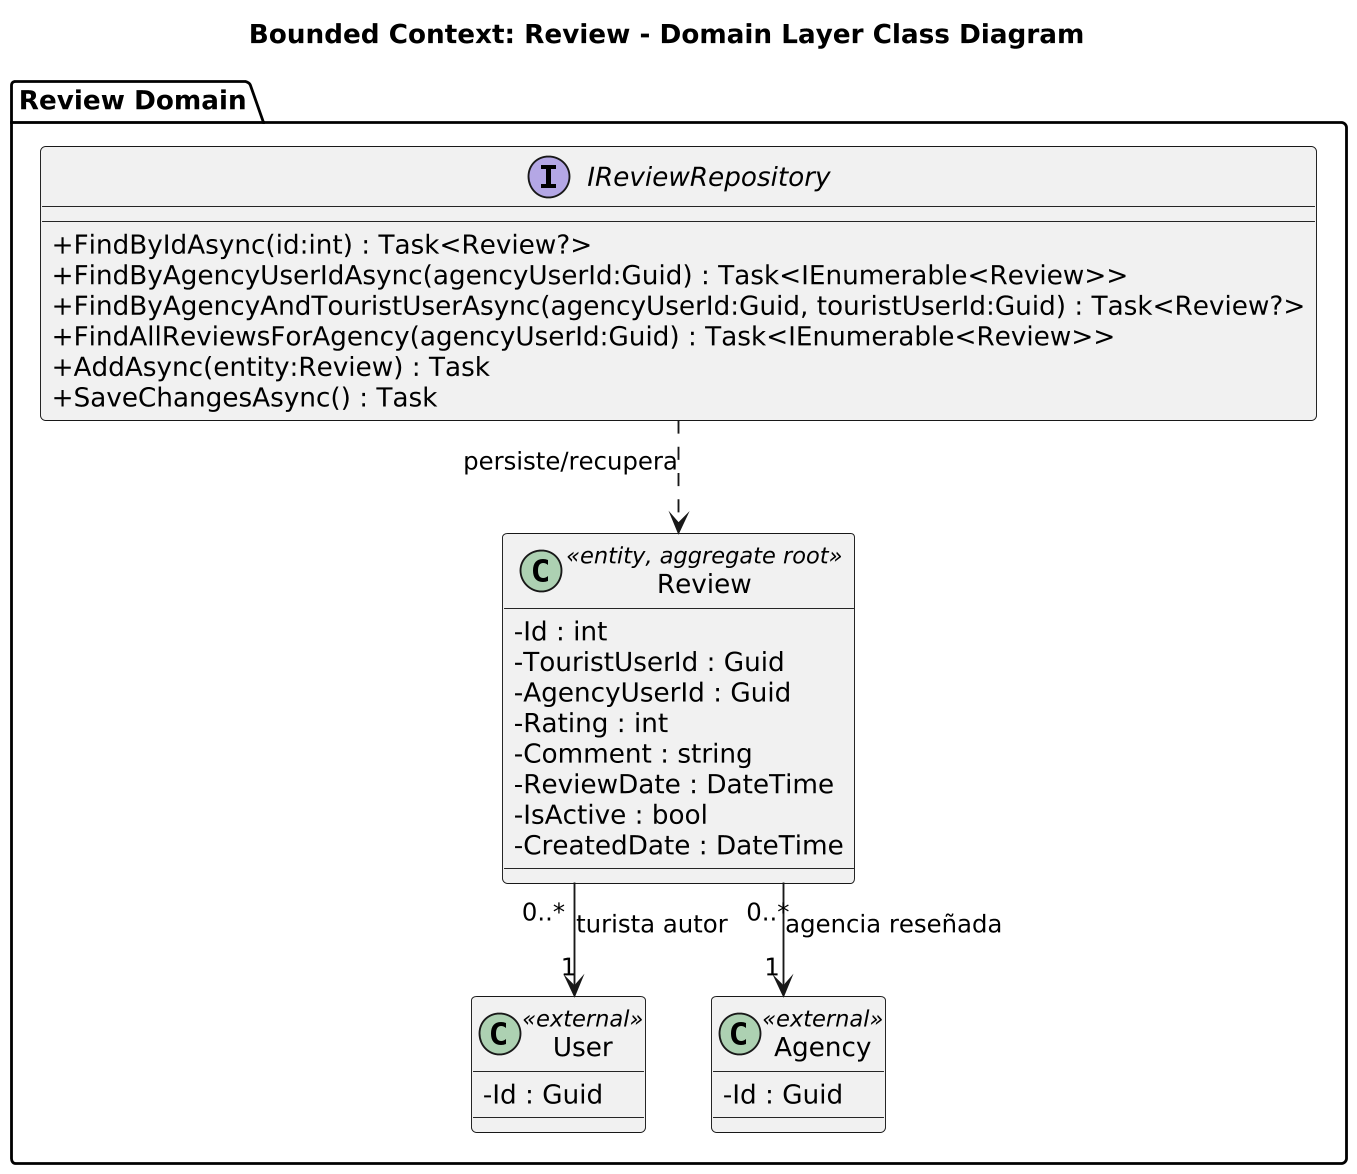 Bounded Context: Review - Domain Layer Class Diagram
Review Domain
I IReviewRepository
+FindByIdAsync(id:int) : Task<Review?>
+FindByAgencyUserIdAsync(agencyUserId:Guid) : Task<IEnumerable<Review>>
+FindByAgencyAndTouristUserAsync(agencyUserId:Guid, touristUserId:Guid) : Task<Review?>
+FindAllReviewsForAgency(agencyUserId:Guid) : Task<IEnumerable<Review>>
+AddAsync(entity:Review) : Task
+SaveChangesAsync() : Task
persiste/recupera
«entity, aggregate root»
C Review
-Id : int
-TouristUserId : Guid
-AgencyUserId : Guid
-Rating : int
-Comment : string
-ReviewDate : DateTime
-IsActive : bool
-CreatedDate : DateTime
0..* turista autor 0..* agencia reseñada
1 1
«external»
C User
-Id : Guid
«external»
C Agency
-Id : Guid